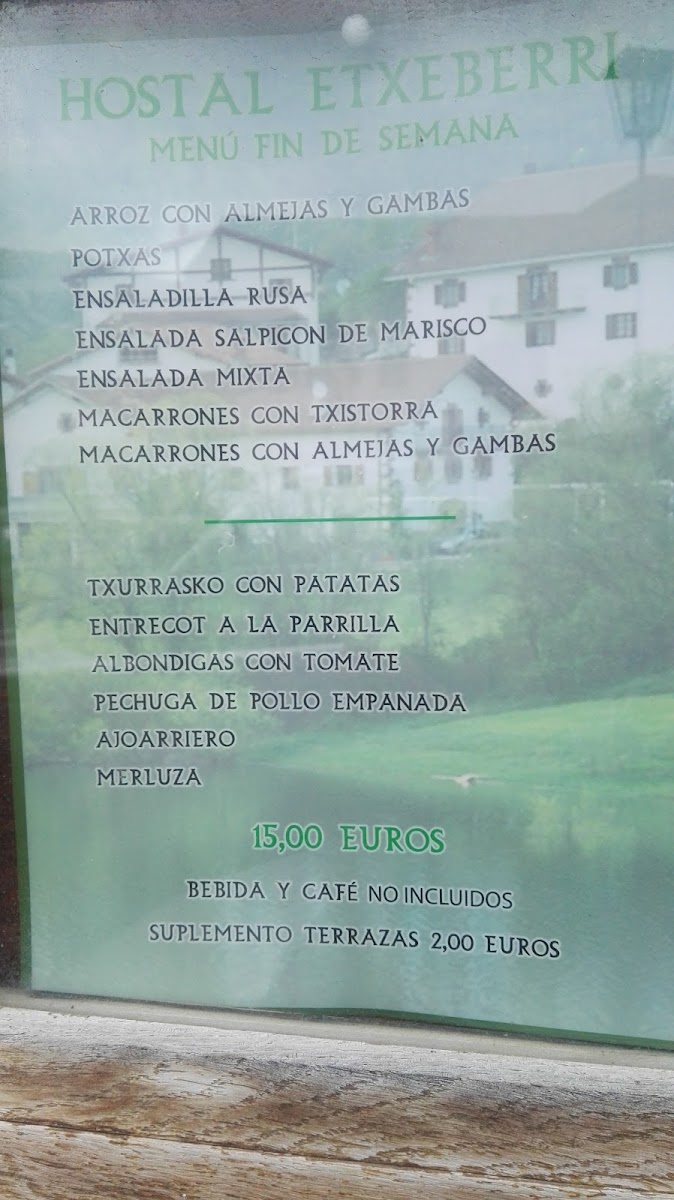 HOSTAL ETXEBERRI
MENÚ FIN DE SEMANA
ARROZ CON ALMEJAS Y GAMBAS
POTXAS
ENSALADILLA RUSA
ENSALADA SALPICON DE MARISCO
ENSALADA MIXTA
MACARRONES CON TXISTORRA
MACARRONES CON ALMEJAS Y GAMBAS
TXURRASKO CON PATATAS
ENTRECOT A LA PARRILLA
ALBONDIGAS CON TOMATE
PECHUGA DE POLLO EMPANADA
AJOARRIERO
MERLUZA
15,00 EUROS
BEBIDA Y CAFÉ NO INCLUIDOS
SUPLEMENTO TERRAZAS 2,00 EUROS